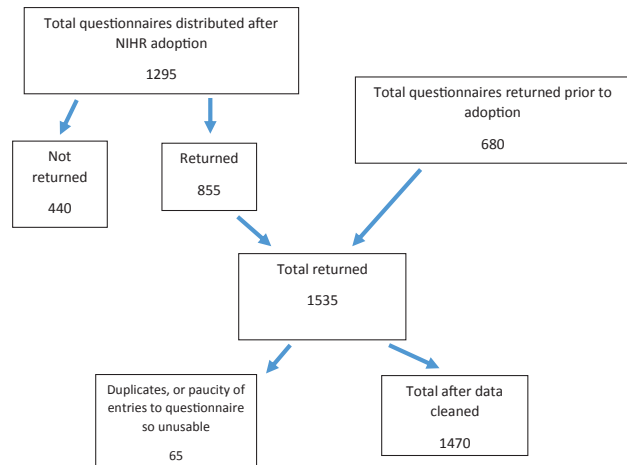 Total questionnaires distributed after
NIHR adoption
1295
Total questionnaires returned prior to
adoption
680
Not
returned
440
Returned
855
Total returned
1535
Duplicates, or paucity of
entries to questionnaire
so unusable
65
Total after data
cleaned
1470